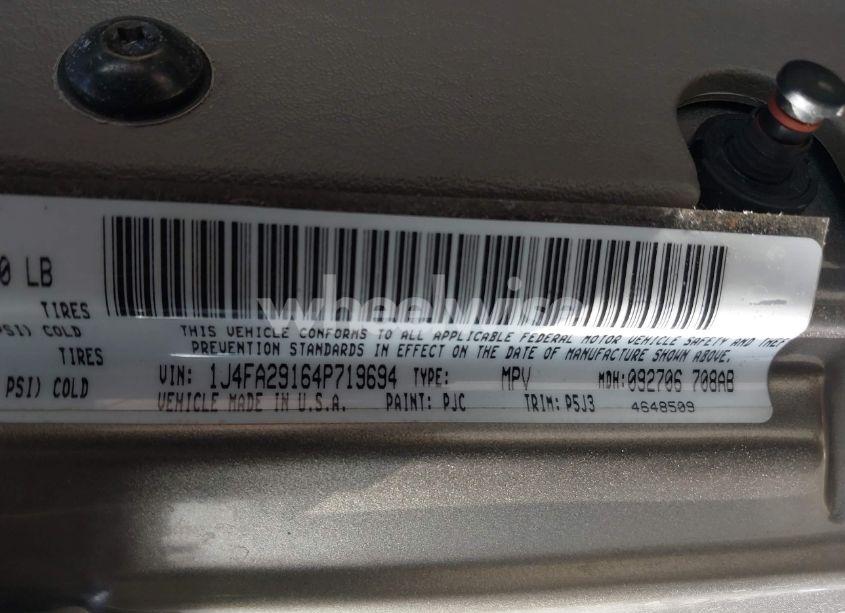 0 LB
wheelwise
TIRES
PSI) COLD
THIS VEHICLE CONFORMS TO ALL APPLICABLE FEDERAL MOTOR VEHICLE SAFETY AND THEFT
PREVENTION STANDARDS IN EFFECT ON THE DATE OF MANUFACTURE SHOWN ABOVE.
TIRES
PSI) COLD
VIN: 1J4FA29164P719694 TYPE: MPV MDH:092706 708AB
VEHICLE MADE IN U.S.A. PAINT: PJC TRIM: P5J3 4648509